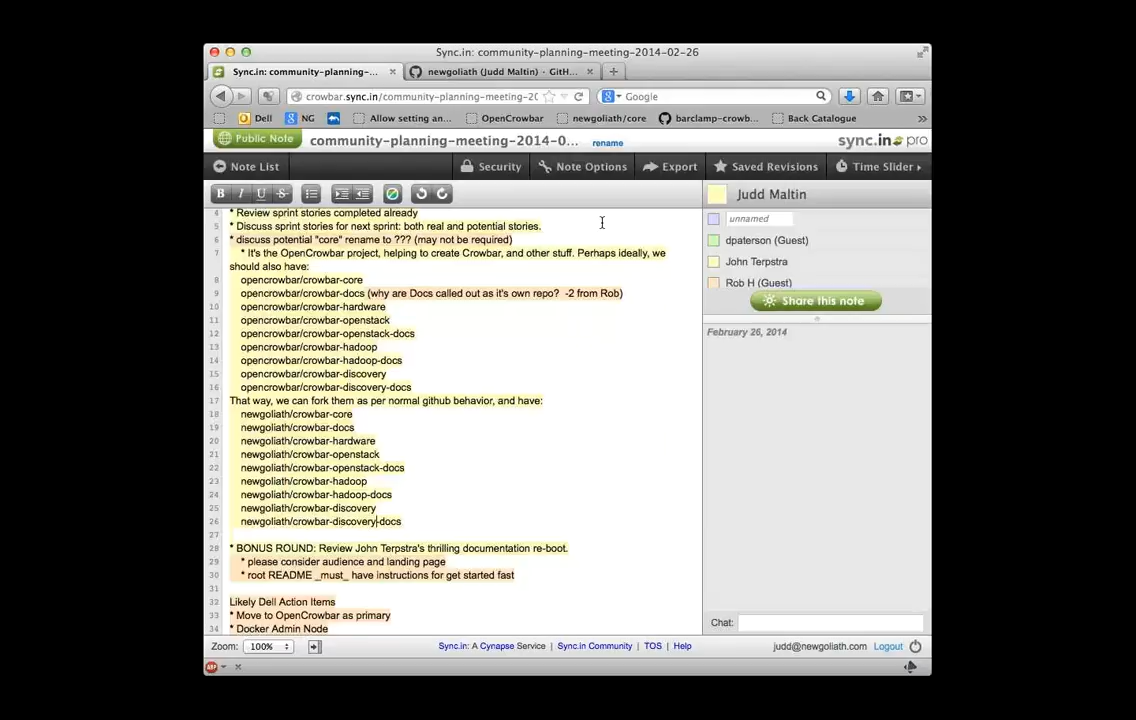 Sync.in: community-planning-meeting-2014-02-26
Sync.in: community-planning-... × newgoliath (Judd Maltin) · GitH... × +
crowbar.sync.in/community-planning-meeting-20 Google
Dell NG Allow setting an... OpenCrowbar newgoliath/core barclamp-crowb... Back Catalogue »
Public Note community-planning-meeting-2014-0... rename sync.in pro
Note List Security Note Options Export Saved Revisions Time Slider
B I U S Judd Maltin
4 * Review sprint stories completed already
unnamed
5 * Discuss sprint stories for next sprint: both real and potential stories.
6 * discuss potential "core" rename to ??? (may not be required)
dpaterson (Guest)
7 * It's the OpenCrowbar project, helping to create Crowbar, and other stuff. Perhaps ideally, we
should also have:
John Terpstra
8 opencrowbar/crowbar-core
Rob H (Guest)
9 opencrowbar/crowbar-docs (why are Docs called out as it's own repo? -2 from Rob)
Share this note
10 opencrowbar/crowbar-hardware
11 opencrowbar/crowbar-openstack
12 opencrowbar/crowbar-openstack-docs
February 26, 2014
13 opencrowbar/crowbar-hadoop
14 opencrowbar/crowbar-hadoop-docs
15 opencrowbar/crowbar-discovery
16 opencrowbar/crowbar-discovery-docs
17 That way, we can fork them as per normal github behavior, and have:
18 newgoliath/crowbar-core
19 newgoliath/crowbar-docs
20 newgoliath/crowbar-hardware
21 newgoliath/crowbar-openstack
22 newgoliath/crowbar-openstack-docs
23 newgoliath/crowbar-hadoop
24 newgoliath/crowbar-hadoop-docs
25 newgoliath/crowbar-discovery
26 newgoliath/crowbar-discovery-docs
27
28 * BONUS ROUND: Review John Terpstra's thrilling documentation re-boot.
29 * please consider audience and landing page
30 * root README _must_ have instructions for get started fast
31
32 Likely Dell Action Items
33 * Move to OpenCrowbar as primary
34 * Docker Admin Node
Chat:
Zoom: 100% Sync.in: A Cynapse Service | Sync.in Community | TOS | Help judd@newgoliath.com Logout
ABP ×